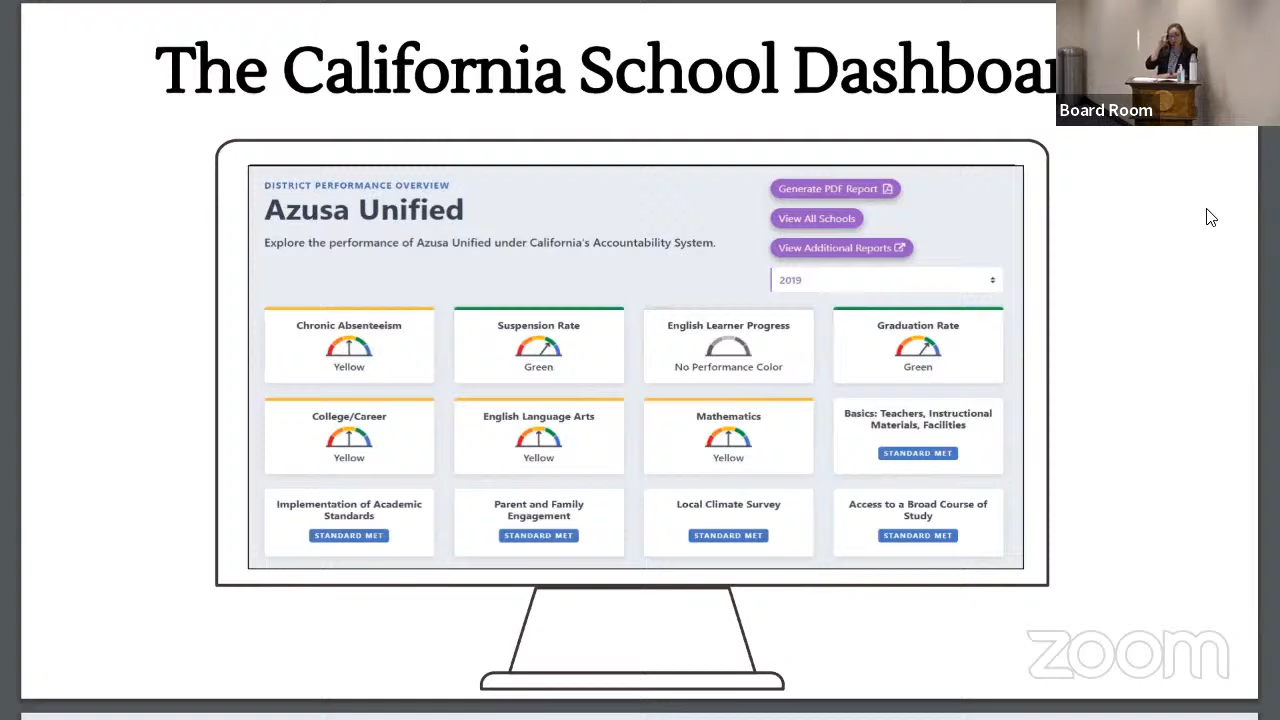 The California School Dashboar
Board Room
DISTRICT PERFORMANCE OVERVIEW
Azusa Unified
Explore the performance of Azusa Unified under California's Accountability System.
Generate PDF Report
View All Schools
View Additional Reports
2019
Chronic Absenteeism
Yellow
Suspension Rate
Green
English Learner Progress
No Performance Color
Graduation Rate
Green
College/Career
Yellow
English Language Arts
Yellow
Mathematics
Yellow
Basics: Teachers, Instructional
Materials, Facilities
STANDARD MET
Implementation of Academic
Standards
STANDARD MET
Parent and Family
Engagement
STANDARD MET
Local Climate Survey
STANDARD MET
Access to a Broad Course of
Study
STANDARD MET
zoom